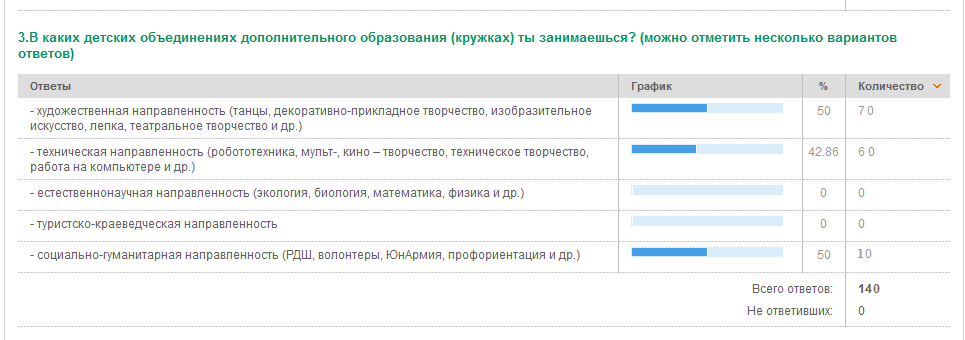 3.В каких детских объединениях дополнительного образования (кружках) ты занимаешься? (можно отметить несколько вариантов
ответов)
Ответы График % Количество
- художественная направленность (танцы, декоративно-прикладное творчество, изобразительное 50 70
искусство, лепка, театральное творчество и др.)
- техническая направленность (робототехника, мульт-, кино – творчество, техническое творчество, 42.86 60
работа на компьютере и др.)
- естественнонаучная направленность (экология, биология, математика, физика и др.) 0 0
- туристско-краеведческая направленность 0 0
- социально-гуманитарная направленность (РДШ, волонтеры, ЮнАрмия, профориентация и др.) 50 10
Всего ответов: 140
Не ответивших: 0